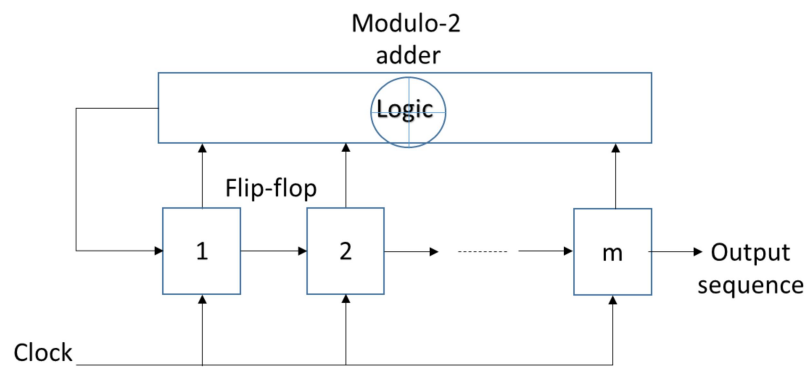 Modulo-2
adder
Logic
Flip-flop
1
2
m
Output
sequence
Clock